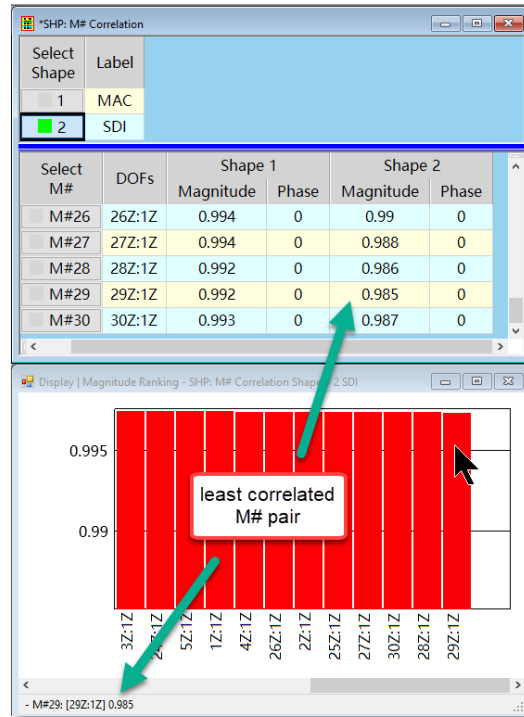 *SHP: M# Correlation
Select Shape Label
1 MAC
2 SDI
Select M# DOFs Shape 1 Shape 2
Magnitude Phase Magnitude Phase
M#26 26Z:1Z 0.994 0 0.99 0
M#27 27Z:1Z 0.994 0 0.988 0
M#28 28Z:1Z 0.992 0 0.986 0
M#29 29Z:1Z 0.992 0 0.985 0
M#30 30Z:1Z 0.993 0 0.987 0
Display | Magnitude Ranking - SHP: M# Correlation Shape 2 SDI
0.995
least correlated
M# pair
0.99
3Z:1Z
5Z:1Z
1Z:1Z
4Z:1Z
26Z:1Z
2Z:1Z
25Z:1Z
27Z:1Z
30Z:1Z
28Z:1Z
29Z:1Z
- M#29: [29Z:1Z] 0.985